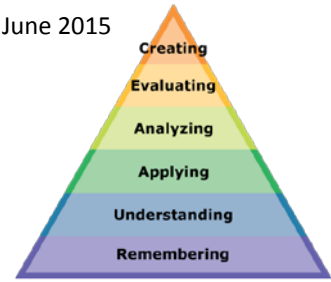 June 2015
Creating
Evaluating
Analyzing
Applying
Understanding
Remembering